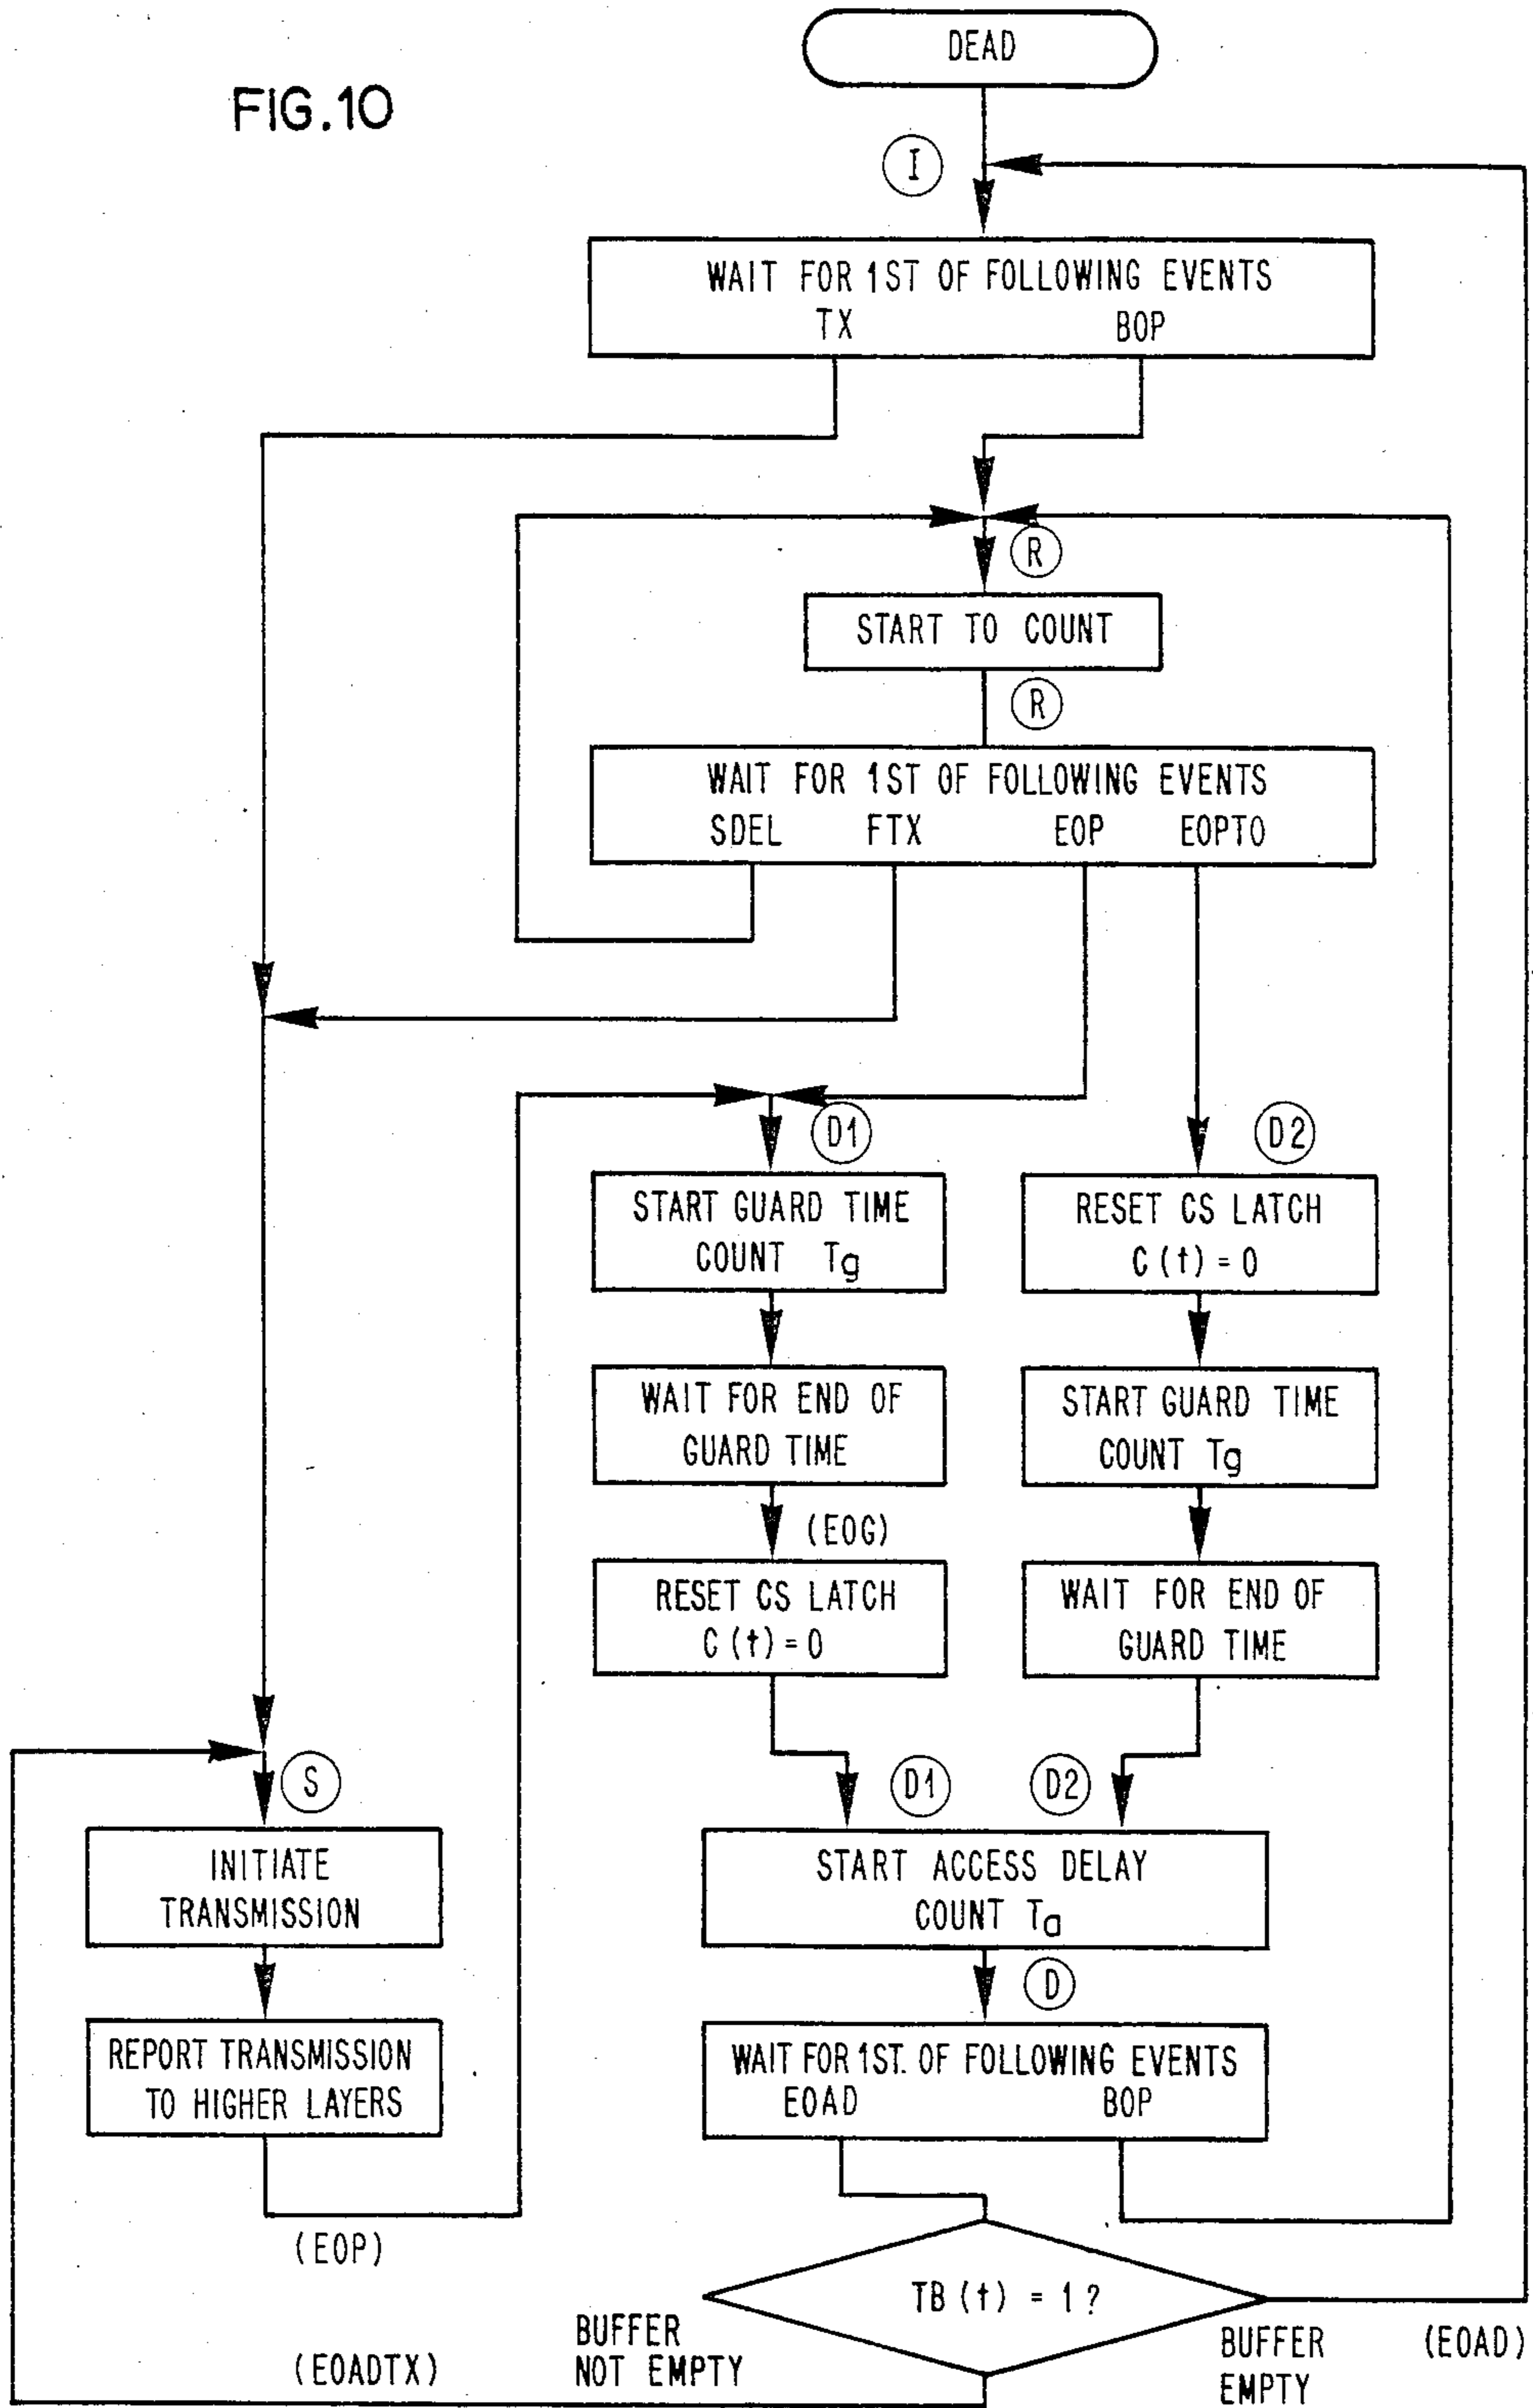 FIG.10
DEAD
I
WAIT FOR 1ST OF FOLLOWING EVENTS
TX BOP
R
START TO COUNT
R
WAIT FOR 1ST OF FOLLOWING EVENTS
SDEL FTX EOP EOPTO
D1
D2
START GUARD TIME
COUNT Tg
RESET CS LATCH
C(t)=0
WAIT FOR END OF
GUARD TIME
START GUARD TIME
COUNT Tg
(EOG)
RESET CS LATCH
C(t)=0
WAIT FOR END OF
GUARD TIME
S
D1
D2
INITIATE
TRANSMISSION
START ACCESS DELAY
COUNT Ta
D
REPORT TRANSMISSION
TO HIGHER LAYERS
WAIT FOR 1ST. OF FOLLOWING EVENTS
EOAD BOP
(EOP)
TB(t) = 1?
BUFFER
NOT EMPTY
(EOADTX)
BUFFER
EMPTY
(EOAD)